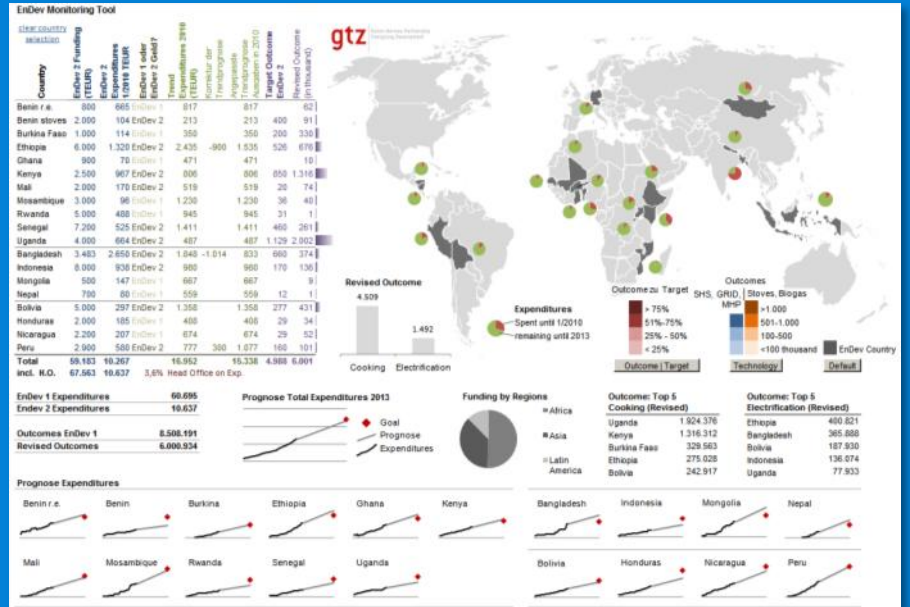 EnDev Monitoring Tool
clear country
selection
Country
EnDev 2 Funding
(TEUR)
EnDev 2
Expenditures
1/2010 TEUR
EnDev 1 oder
EnDev 2 Geld?
Trend
Expenditures 2010
(TEUR)
Korrektur der
Trendprognose
Angepasste
Trendprognose
Ausgaben in 2010
Target Outcome
EnDev 2
Revised Outcome
(in thousand)
Benin r.e. 800 665 EnDev 1 817 817 62
Benin stoves 2.000 104 EnDev 2 213 213 400 91
Burkina Faso 1.000 114 EnDev 1 350 350 200 330
Ethiopia 6.000 1.320 EnDev 2 2.435 -900 1.535 526 676
Ghana 900 70 EnDev 1 471 471 10
Kenya 2.500 967 EnDev 2 806 806 850 1.316
Mali 2.000 170 EnDev 2 519 519 20 74
Mosambique 3.000 96 EnDev 1 1.230 1.230 36 40
Rwanda 5.000 488 EnDev 1 945 945 31 1
Senegal 7.200 525 EnDev 2 1.411 1.411 460 261
Uganda 4.000 664 EnDev 2 487 487 1.129 2.002
Bangladesh 3.483 2.650 EnDev 2 1.848 -1.014 833 660 374
Indonesia 8.000 938 EnDev 2 960 960 170 136
Mongolia 500 147 EnDev 1 667 667 9
Nepal 700 80 EnDev 1 559 559 12 1
Bolivia 5.000 297 EnDev 2 1.358 1.358 277 431
Honduras 2.000 185 EnDev 1 408 408 29 34
Nicaragua 2.200 207 EnDev 1 674 674 29 52
Peru 2.900 580 EnDev 2 777 300 1.077 160 101
Total 59.183 10.267 16.952 15.338 4.988 6.001
incl. H.O. 67.563 10.637 3,6% Head Office on Exp.
gtz
Revised Outcome
4.509
1.492
Cooking Electrification
Expenditures
Spent until 1/2010
remaining until 2013
Outcome zu Target
> 75%
51%-75%
25% - 50%
< 25%
Outcome | Target
Outcomes
SHS, GRID, MHP
Stoves, Biogas
>1.000
501-1.000
100-500
<100 thousand
Technology
EnDev Country
Default
EnDev 1 Expenditures 60.695
Endev 2 Expenditures 10.637
Outcomes EnDev 1 8.508.191
Revised Outcomes 6.000.934
Prognose Total Expenditures 2013
Goal
Prognose
Expenditures
Funding by Regions
Africa
Asia
Latin
America
Outcome: Top 5
Cooking (Revised)
Uganda 1.924.376
Kenya 1.316.312
Burkina Faso 329.563
Ethiopia 275.028
Bolivia 242.917
Outcome: Top 5
Electrification (Revised)
Ethiopia 400.821
Bangladesh 365.888
Bolivia 187.930
Indonesia 136.074
Uganda 77.933
Prognose Expenditures
Benin r.e. Benin Burkina Ethiopia Ghana Kenya Bangladesh Indonesia Mongolia Nepal
Mali Mosambique Rwanda Senegal Uganda Bolivia Honduras Nicaragua Peru